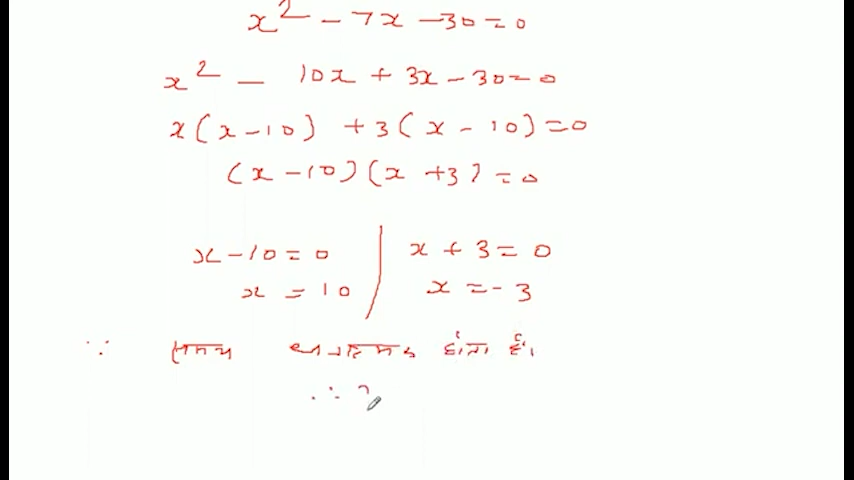 x² - 7x - 30 = 0
x² - 10x + 3x - 30 = 0
x(x - 10) + 3(x - 10) = 0
(x - 10)(x + 3) = 0
x - 10 = 0 | x + 3 = 0
x = 10 | x = - 3
∵ समय
∴